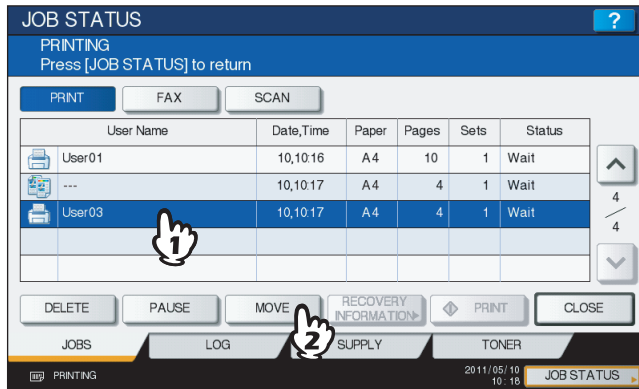 JOB STATUS
?
PRINTING
Press [JOB STATUS] to return
PRINT FAX SCAN
User Name Date,Time Paper Pages Sets Status
User01 10,10:16 A4 10 1 Wait
--- 10,10:17 A4 4 1 Wait
User03 10,10:17 A4 4 1 Wait
4
4
1
DELETE PAUSE MOVE RECOVERY INFORMATION PRINT CLOSE
2
JOBS LOG SUPPLY TONER
PRINTING 2011/05/10
10:18 JOB STATUS